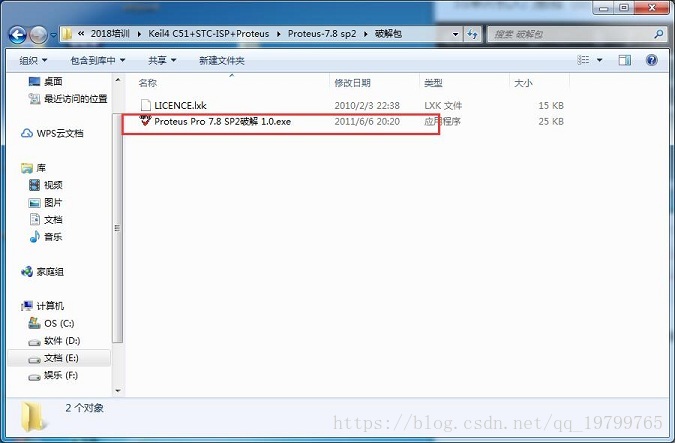 2018培训 Keil4 C51+STC-ISP+Proteus Proteus-7.8 sp2 破解包
搜索 破解包
组织 包含到库中 共享 新建文件夹
名称 修改日期 类型 大小
桌面
最近访问的位置
WPS云文档
库
视频
图片
文档
音乐
家庭组
计算机
OS (C:)
软件 (D:)
文档 (E:)
娱乐 (F:)
LICENCE.lxk 2010/2/3 22:38 LXK 文件 15 KB
Proteus Pro 7.8 SP2破解 1.0.exe 2011/6/6 20:20 应用程序 25 KB
2 个对象
https://blog.csdn.net/qq_19799765